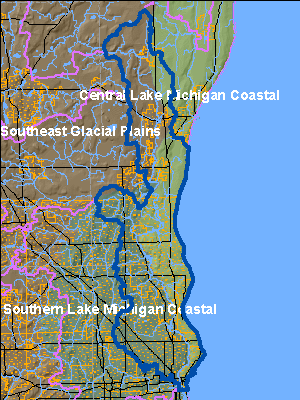 Central Lake Michigan Coastal
Southeast Glacial Plains
Southern Lake Michigan Coastal